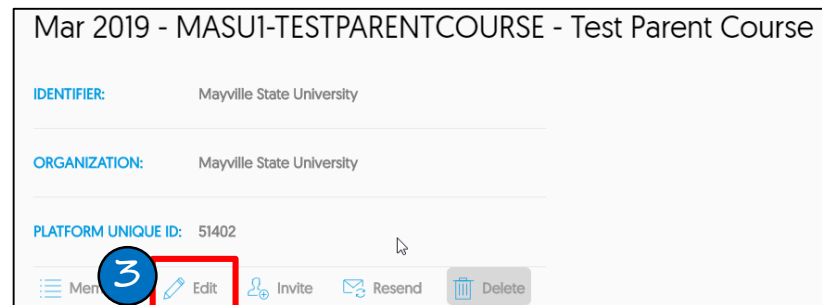 Mar 2019 - MASU1-TESTPARENTCOURSE - Test Parent Course
IDENTIFIER: Mayville State University
ORGANIZATION: Mayville State University
PLATFORM UNIQUE ID: 51402
3 Edit Invite Resend Delete